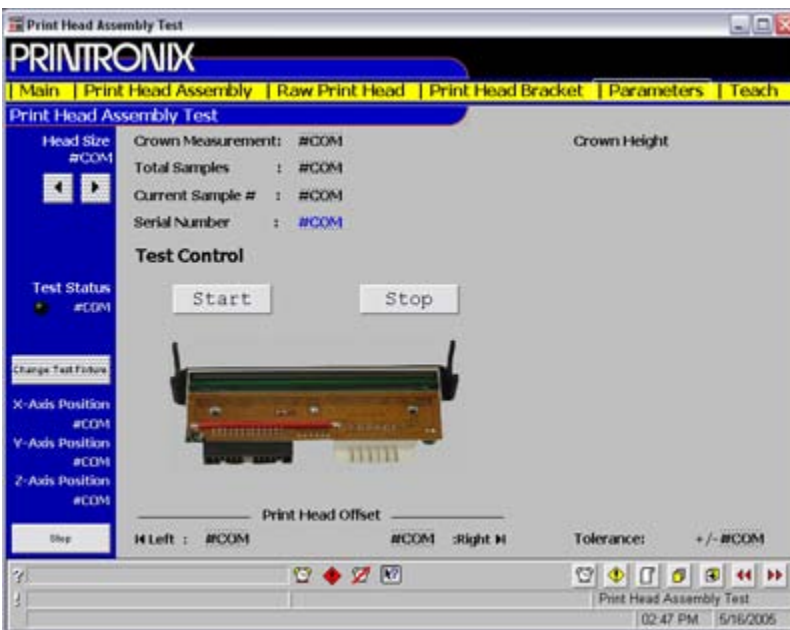 Print Head Assembly Test
PRINTRONIX
| Main | Print Head Assembly | Raw Print Head | Print Head Bracket | Parameters | Teach
Print Head Assembly Test
Head Size
#COM
Crown Measurement: #COM
Crown Height
Total Samples : #COM
Current Sample # : #COM
Serial Number : #COM
Test Control
Test Status
#COM
Start Stop
Change Test Fixture
X-Axis Position
#COM
Y-Axis Position
#COM
Z-Axis Position
#COM
Print Head Offset
Stop
Left : #COM #COM :Right
Tolerance: +/- #COM
Print Head Assembly Test
02:47 PM 5/16/2005